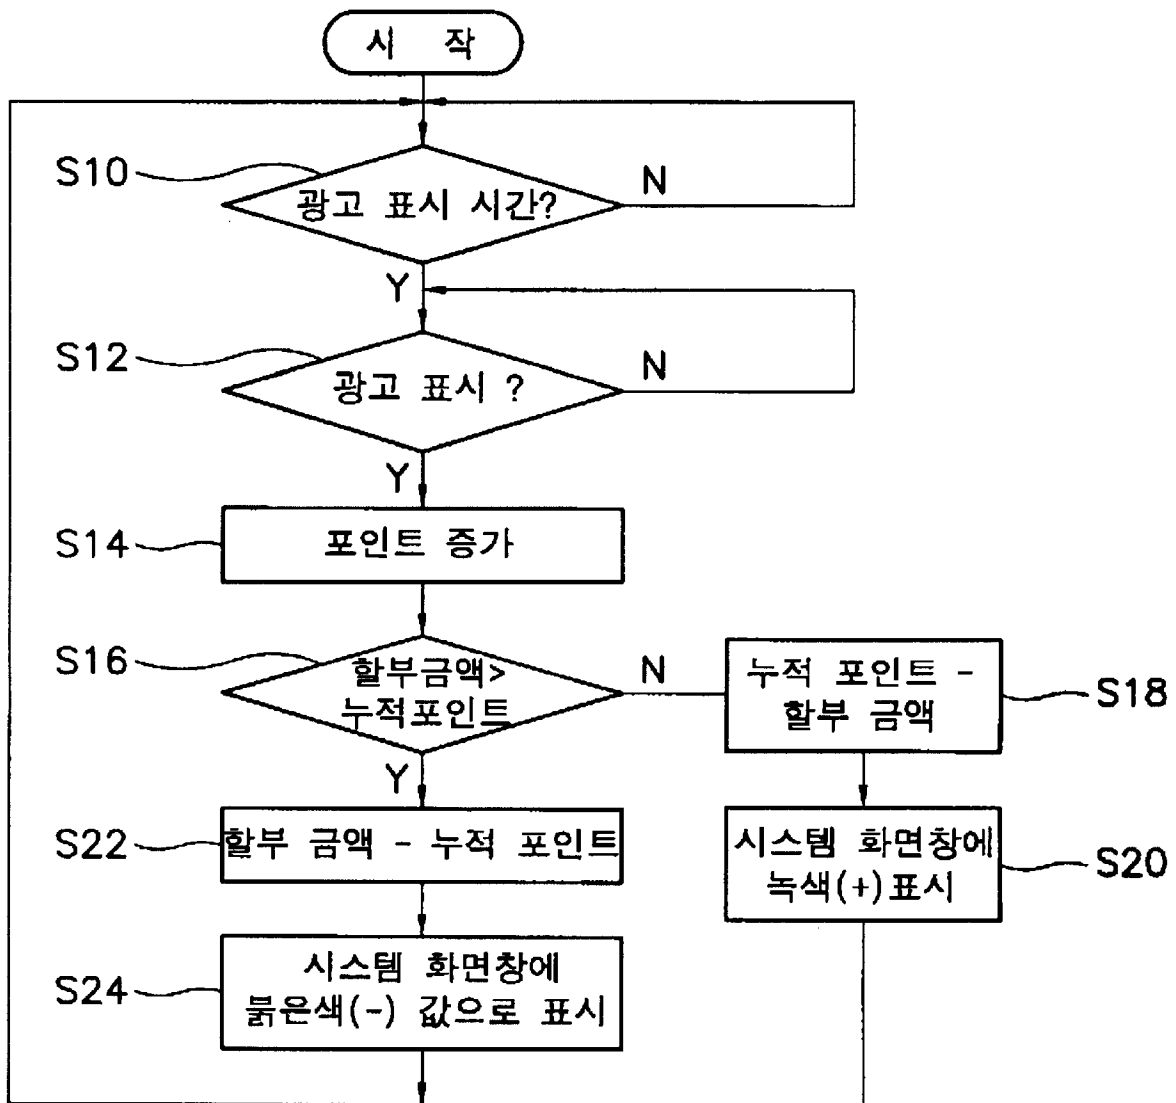 시 작
S10
광고 표시 시간?
N
Y
S12
광고 표시 ?
N
Y
S14
포인트 증가
S16
할부금액>
누적포인트
N
누적 포인트 -
할부 금액
S18
Y
S22
할부 금액 - 누적 포인트
시스템 화면창에
녹색(+)표시
S20
S24
시스템 화면창에
붉은색(-) 값으로 표시